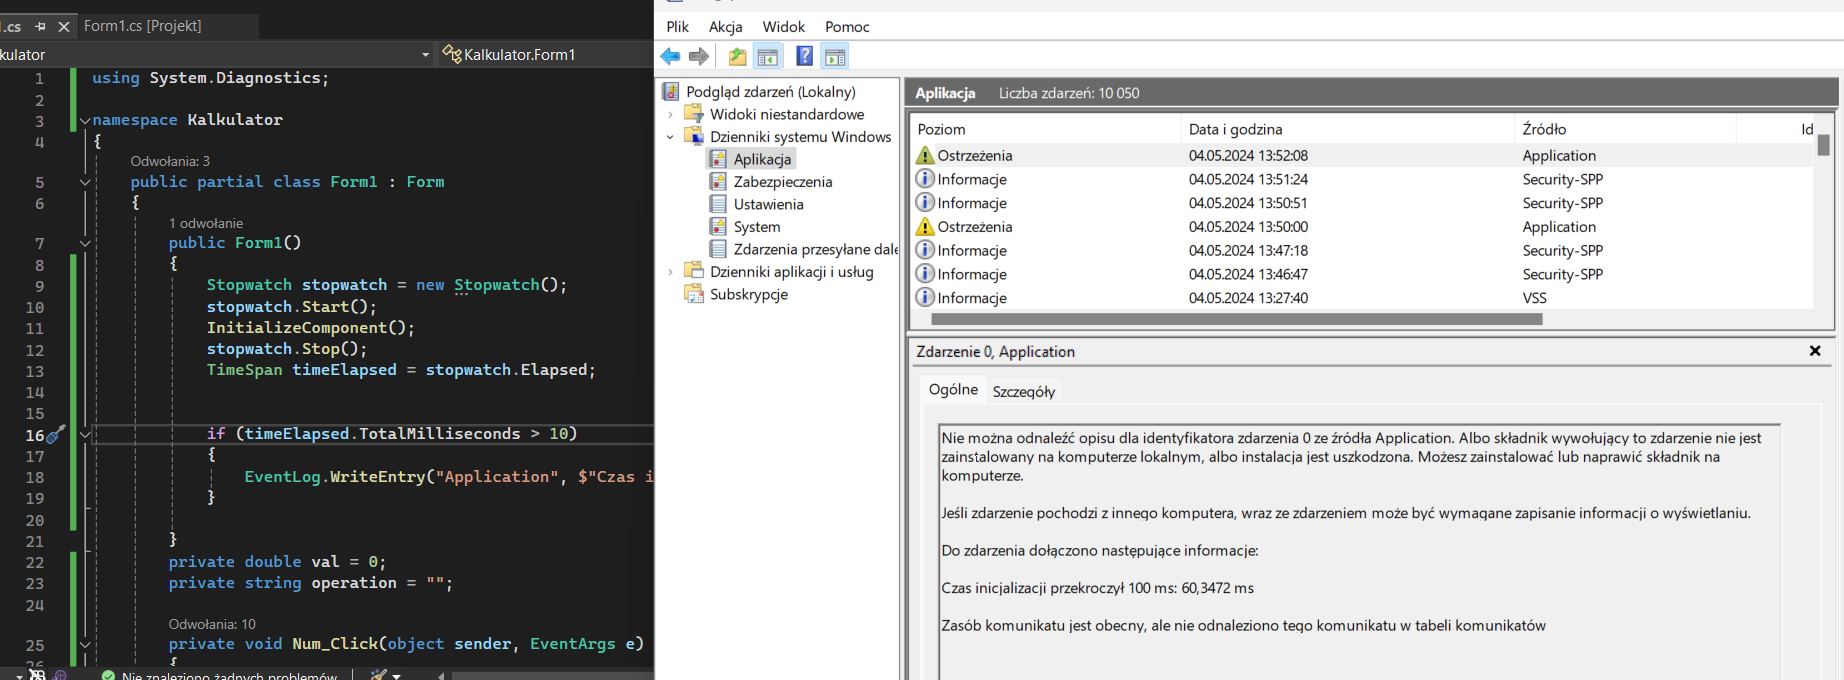 .cs
Form1.cs [Projekt]
kulator
Kalkulator.Form1
1 using System.Diagnostics;
2
3 namespace Kalkulator
4 {
Odwołania: 3
5 public partial class Form1 : Form
6 {
1 odwołanie
7 public Form1()
8 {
9 Stopwatch stopwatch = new Stopwatch();
10 stopwatch.Start();
11 InitializeComponent();
12 stopwatch.Stop();
13 TimeSpan timeElapsed = stopwatch.Elapsed;
14
15
16 if (timeElapsed.TotalMilliseconds > 10)
17 {
18 EventLog.WriteEntry("Application", $"Czas i
19 }
20
21 }
22 private double val = 0;
23 private string operation = "";
24
Odwołania: 10
25 private void Num_Click(object sender, EventArgs e)
26 {
Nie znaleziono żadnych problemów
Plik Akcja Widok Pomoc
Podgląd zdarzeń (Lokalny)
Widoki niestandardowe
Dzienniki systemu Windows
Aplikacja
Zabezpieczenia
Ustawienia
System
Zdarzenia przesyłane dale
Dzienniki aplikacji i usług
Subskrypcje
Aplikacja Liczba zdarzeń: 10 050
Poziom Data i godzina Źródło Id
Ostrzeżenia 04.05.2024 13:52:08 Application
Informacje 04.05.2024 13:51:24 Security-SPP
Informacje 04.05.2024 13:50:51 Security-SPP
Ostrzeżenia 04.05.2024 13:50:00 Application
Informacje 04.05.2024 13:47:18 Security-SPP
Informacje 04.05.2024 13:46:47 Security-SPP
Informacje 04.05.2024 13:27:40 VSS
Zdarzenie 0, Application
Ogólne Szczegóły
Nie można odnaleźć opisu dla identyfikatora zdarzenia 0 ze źródła Application. Albo składnik wywołujący to zdarzenie nie jest
zainstalowany na komputerze lokalnym, albo instalacja jest uszkodzona. Możesz zainstalować lub naprawić składnik na
komputerze.
Jeśli zdarzenie pochodzi z innego komputera, wraz ze zdarzeniem może być wymagane zapisanie informacji o wyświetlaniu.
Do zdarzenia dołączono następujące informacje:
Czas inicjalizacji przekroczył 100 ms: 60,3472 ms
Zasób komunikatu jest obecny, ale nie odnaleziono tego komunikatu w tabeli komunikatów